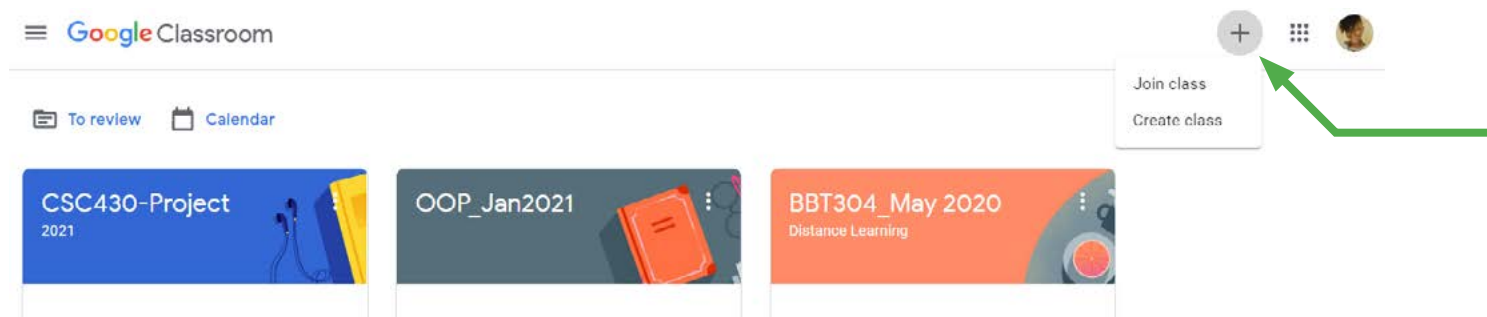 Google Classroom
Join class
Create class
To review
Calendar
CSC430-Project
2021
OOP_Jan2021
BBT304_May 2020
Distance Learning